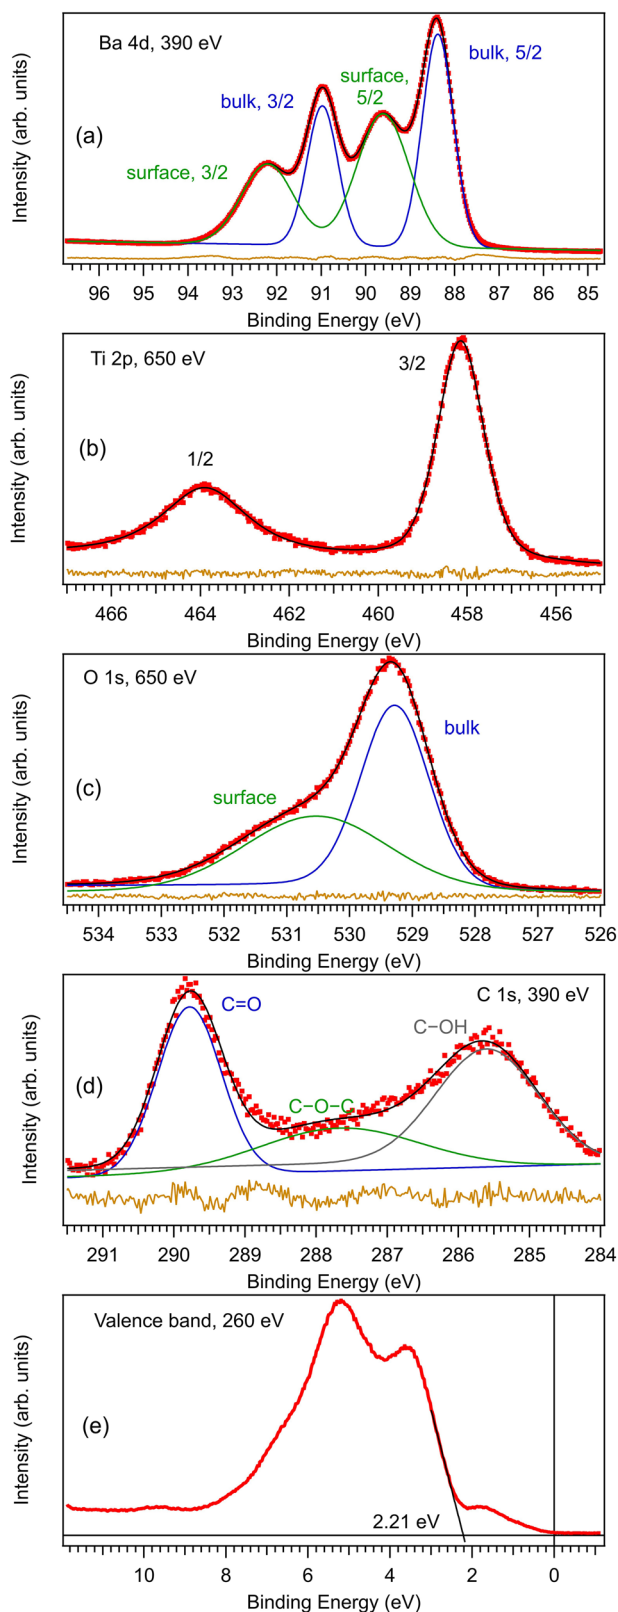 Ba 4d, 390 eV
surface,
5/2
bulk, 5/2
bulk, 3/2
(a)
surface, 3/2
Intensity (arb. units)
96 95 94 93 92 91 90 89 88 87 86 85
Binding Energy (eV)
Ti 2p, 650 eV
3/2
(b)
1/2
Intensity (arb. units)
466 464 462 460 458 456
Binding Energy (eV)
O 1s, 650 eV
bulk
(c)
surface
Intensity (arb. units)
534 533 532 531 530 529 528 527 526
Binding Energy (eV)
C=O
C 1s, 390 eV
C−OH
(d)
C−O−C
Intensity (arb. units)
291 290 289 288 287 286 285 284
Binding Energy (eV)
Valence band, 260 eV
(e)
2.21 eV
Intensity (arb. units)
10 8 6 4 2 0
Binding Energy (eV)